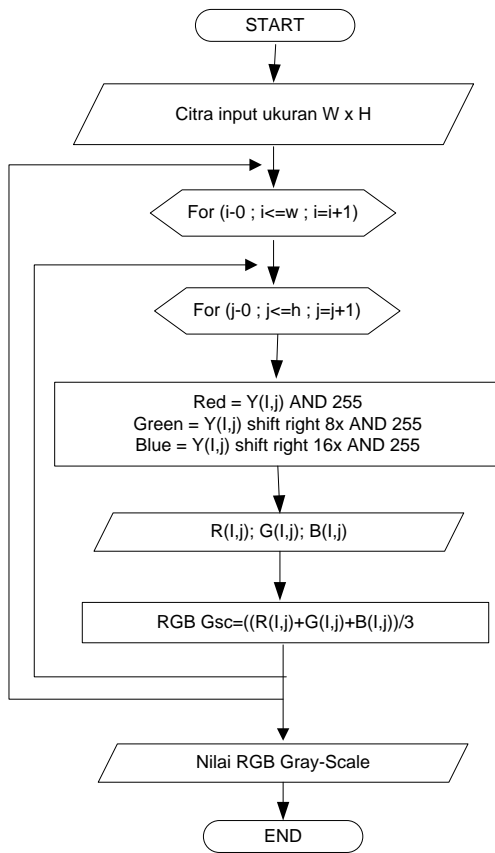 START
Citra input ukuran W x H
For (i-0 ; i<=w ; i=i+1)
For (j-0 ; j<=h ; j=j+1)
Red = Y(I,j) AND 255
Green = Y(I,j) shift right 8x AND 255
Blue = Y(I,j) shift right 16x AND 255
R(I,j); G(I,j); B(I,j)
RGB Gsc=((R(I,j)+G(I,j)+B(I,j))/3
Nilai RGB Gray-Scale
END